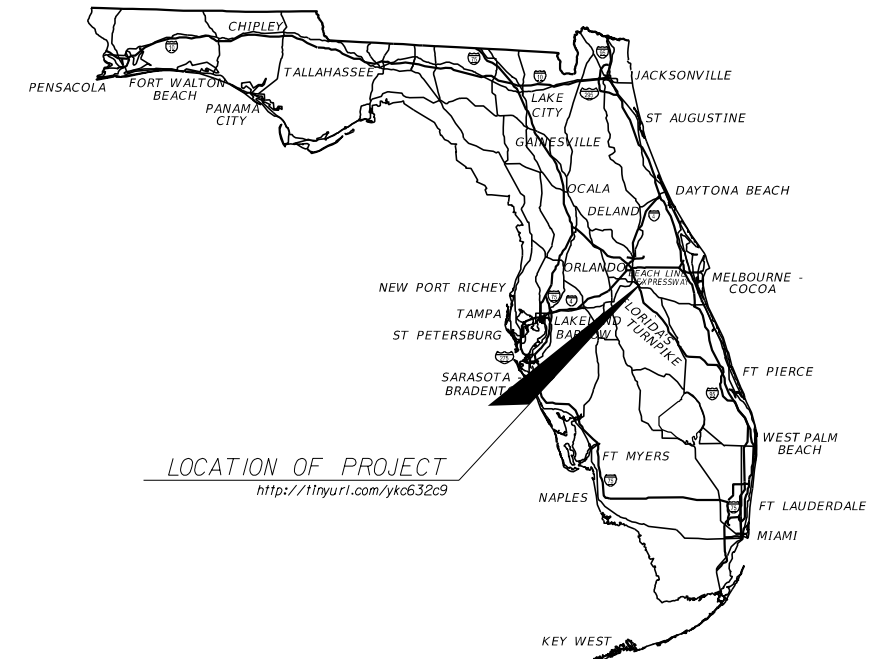 CHIPLEY
PENSACOLA
FORT WALTON
BEACH
PANAMA
CITY
TALLAHASSEE
JACKSONVILLE
LAKE
CITY
ST AUGUSTINE
GAINESVILLE
OCALA
DAYTONA BEACH
DELAND
ORLANDO
BEACH LINE
EXPRESSWAY
MELBOURNE -
COCOA
NEW PORT RICHEY
TAMPA
LAKELAND
ST PETERSBURG
BARTOW
FLORIDA'S
TURNPIKE
SARASOTA -
BRADENTON
FT PIERCE
WEST PALM
BEACH
LOCATION OF PROJECT
http://tinyurl.com/ykc632c9
FT MYERS
NAPLES
FT LAUDERDALE
MIAMI
KEY WEST